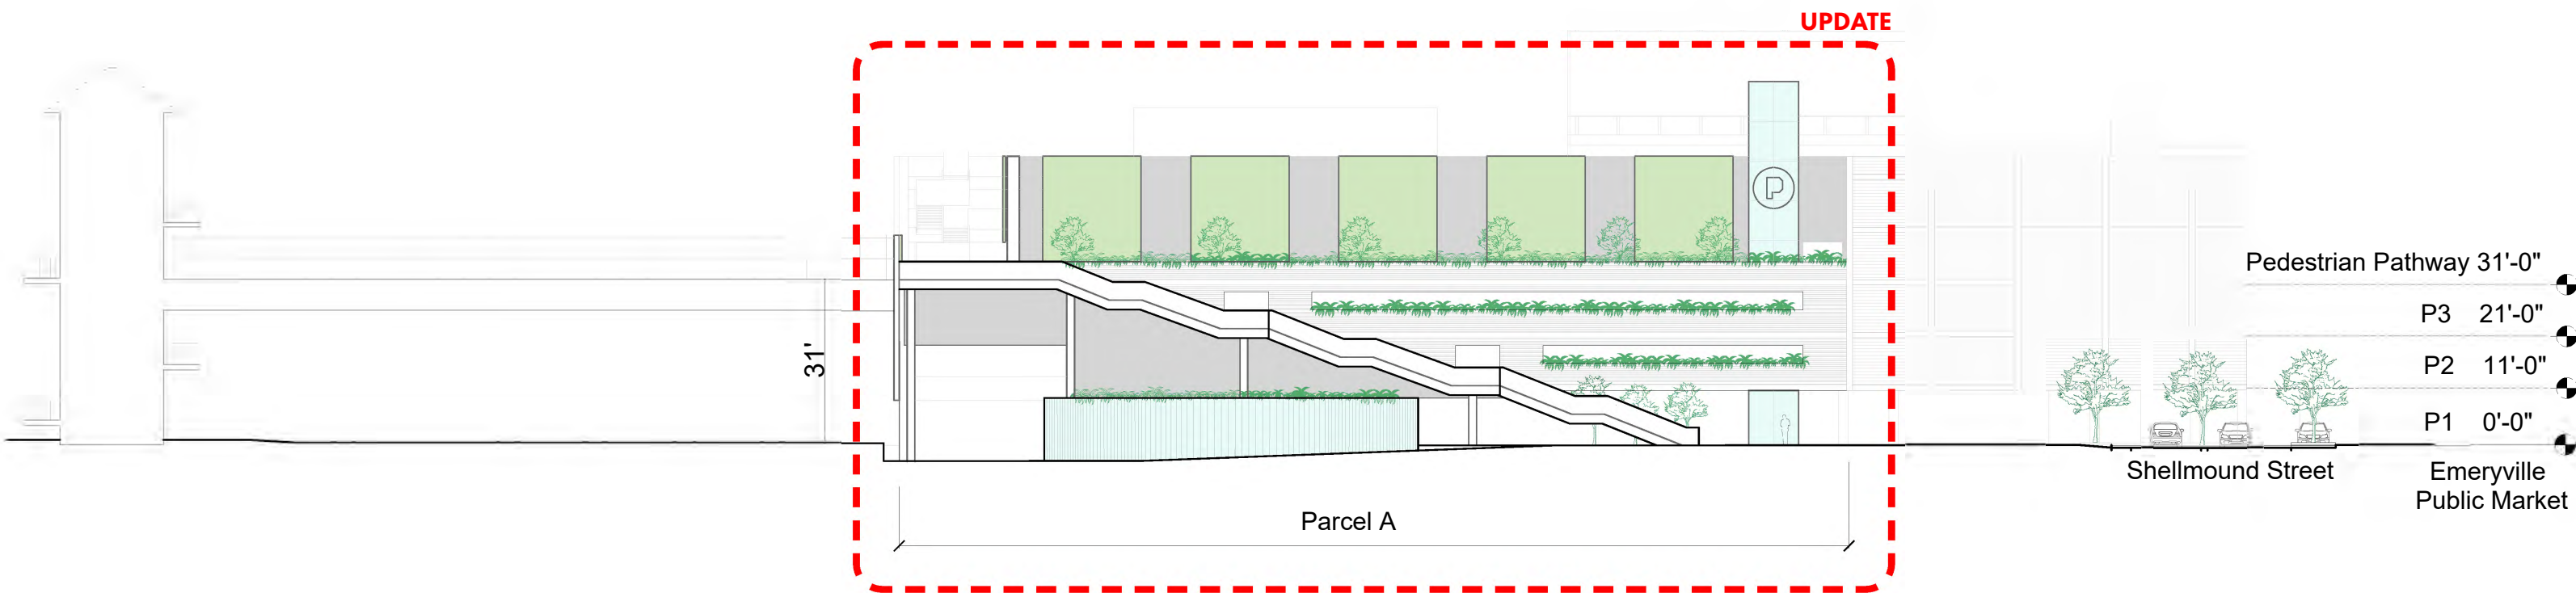 UPDATE
P
Pedestrian Pathway 31'-0"
P3 21'-0"
31'
P2 11'-0"
P1 0'-0"
Shellmound Street
Emeryville
Public Market
Parcel A